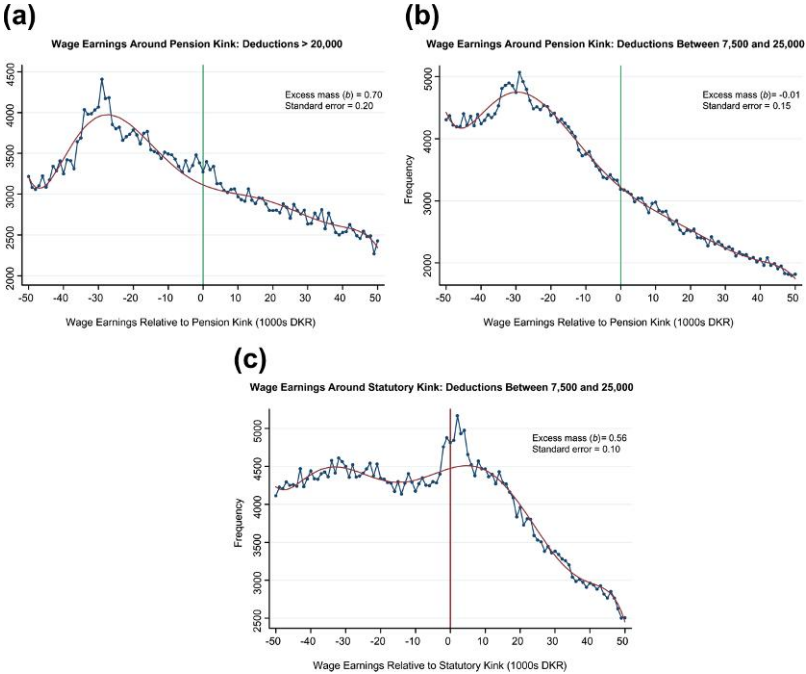 (a)
Wage Earnings Around Pension Kink: Deductions > 20,000
Excess mass (b) = 0.70
Standard error = 0.20
4500
4000
3500
3000
2500
2000
-50 -40 -30 -20 -10 0 10 20 30 40 50
Wage Earnings Relative to Pension Kink (1000s DKR)
(b)
Wage Earnings Around Pension Kink: Deductions Between 7,500 and 25,000
Excess mass (b) = -0.01
Standard error = 0.15
Frequency
5000
4000
3000
2000
-50 -40 -30 -20 -10 0 10 20 30 40 50
Wage Earnings Relative to Pension Kink (1000s DKR)
(c)
Wage Earnings Around Statutory Kink: Deductions Between 7,500 and 25,000
Excess mass (b)= 0.56
Standard error = 0.10
Frequency
5000
4500
4000
3500
3000
2500
-50 -40 -30 -20 -10 0 10 20 30 40 50
Wage Earnings Relative to Statutory Kink (1000s DKR)